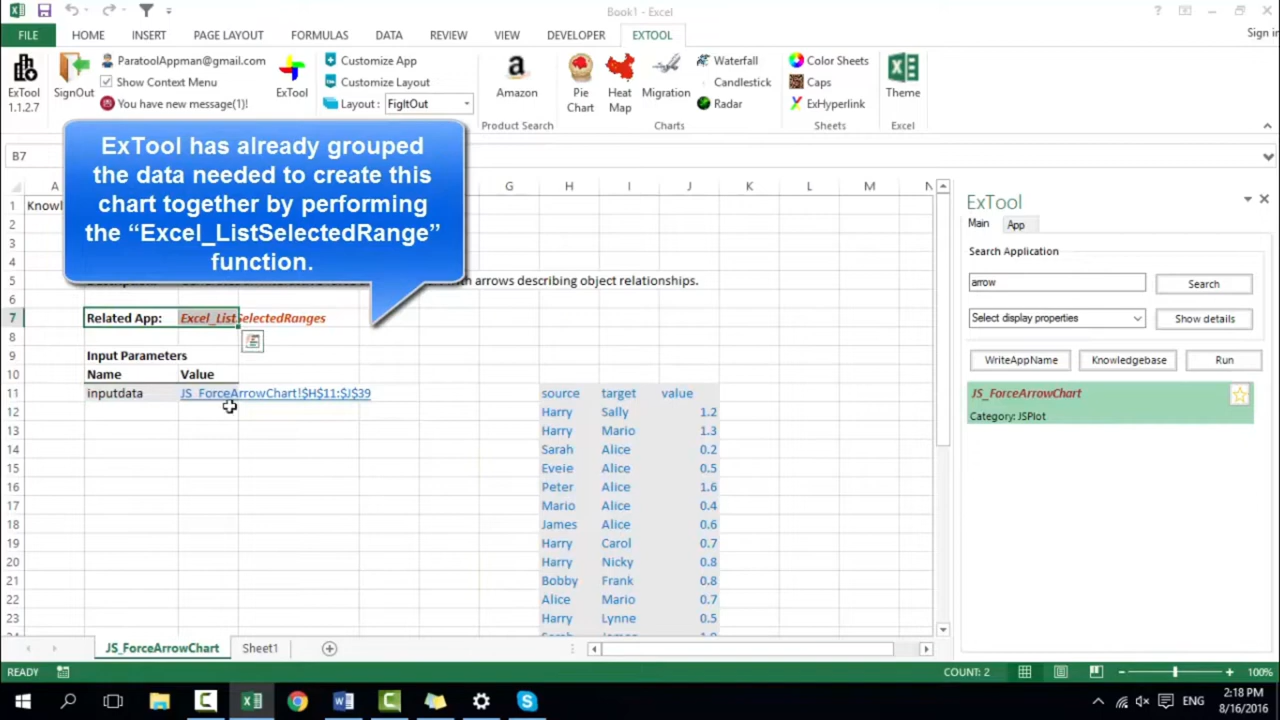 Book1 - Excel
FILE HOME INSERT PAGE LAYOUT FORMULAS DATA REVIEW VIEW DEVELOPER EXTOOL Sign in
ExTool
1.1.2.7
SignOut
ParatoolAppman@gmail.com
Show Context Menu
You have new message(1)!
ExTool
Customize App
Customize Layout
Layout : FigItOut
Amazon
Product Search
Pie
Chart
Heat
Map
Migration
Waterfall
Candlestick
Radar
Charts
Color Sheets
Caps
ExHyperlink
Sheets
Theme
Excel
B7
ExTool has already grouped
the data needed to create this
chart together by performing
the “Excel_ListSelectedRange”
function.
A G H I J K L M N
1 Knowl
2
3
4
5 with arrows describing object relationships.
6
7 Related App: Excel_ListSelectedRanges
8
9 Input Parameters
10 Name Value
11 inputdata JS_ForceArrowChart!$H$11:$J$39 source target value
12 Harry Sally 1.2
13 Harry Mario 1.3
14 Sarah Alice 0.2
15 Eveie Alice 0.5
16 Peter Alice 1.6
17 Mario Alice 0.4
18 James Alice 0.6
19 Harry Carol 0.7
20 Harry Nicky 0.8
21 Bobby Frank 0.8
22 Alice Mario 0.7
23 Harry Lynne 0.5
ExTool
Main App
Search Application
arrow Search
Select display properties Show details
WriteAppName Knowledgebase Run
JS_ForceArrowChart
Category: JSPlot
JS_ForceArrowChart Sheet1
READY COUNT: 2 100%
ENG
2:18 PM
8/16/2016